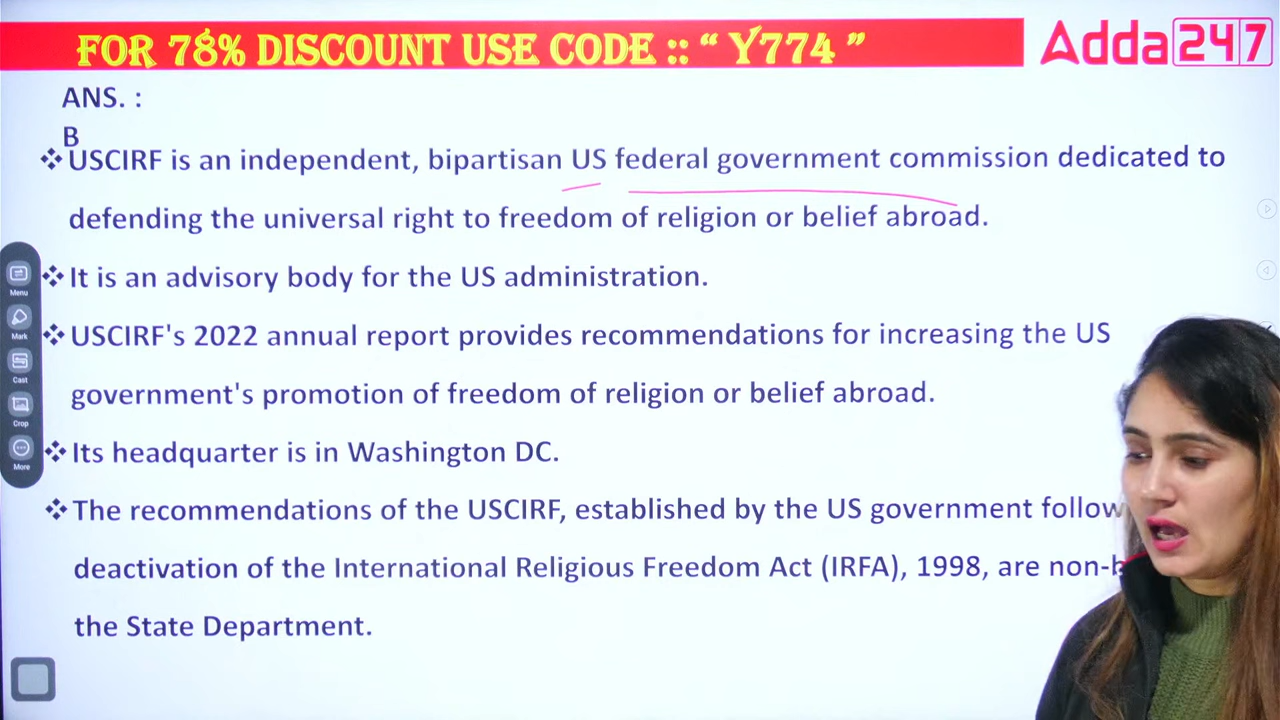 FOR 78% DISCOUNT USE CODE :: “ Y774 ”
Adda247
ANS. :
B
❖ USCIRF is an independent, bipartisan US federal government commission dedicated to
defending the universal right to freedom of religion or belief abroad.
❖ It is an advisory body for the US administration.
❖ USCIRF's 2022 annual report provides recommendations for increasing the US
government's promotion of freedom of religion or belief abroad.
❖ Its headquarter is in Washington DC.
❖ The recommendations of the USCIRF, established by the US government follow
deactivation of the International Religious Freedom Act (IRFA), 1998, are
the State Department.
Menu
Mark
Cast
Crop
More